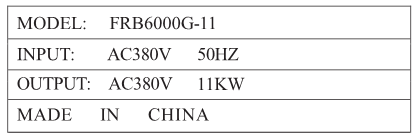 MODEL: FRB6000G-11
INPUT: AC380V 50HZ
OUTPUT: AC380V 11KW
MADE IN CHINA